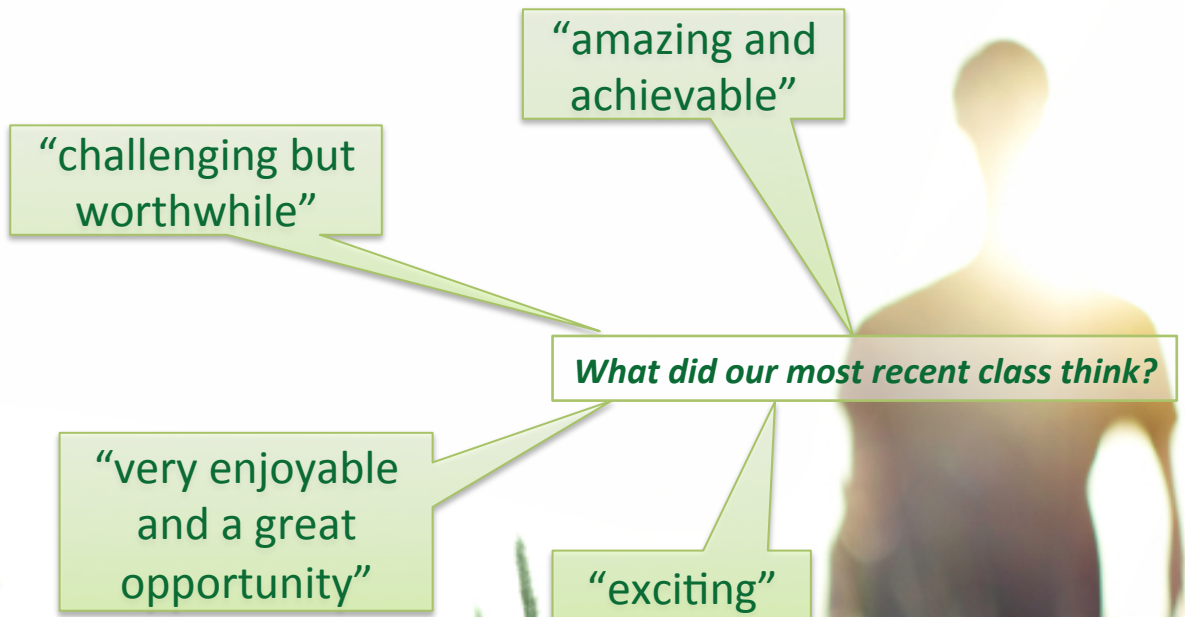 “amazing and
achievable”
“challenging but
worthwhile”
What did our most recent class think?
“very enjoyable
and a great
opportunity”
“exciting”